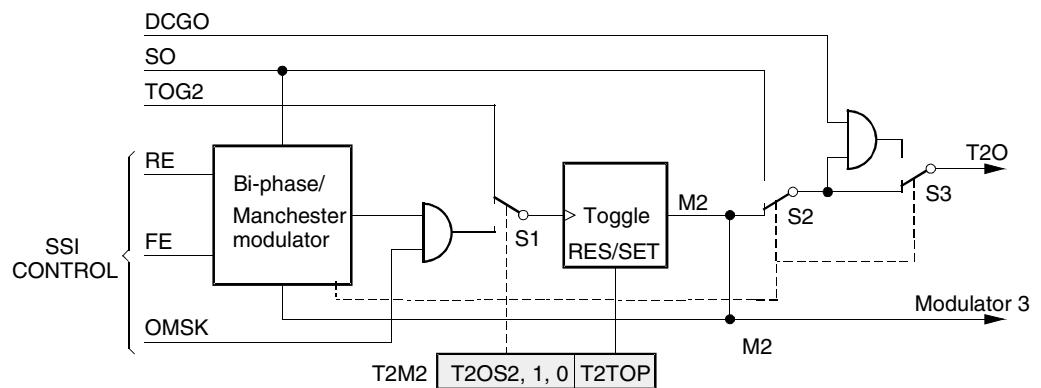 DCGO
SO
TOG2
RE
Bi-phase/
Manchester
modulator
FE
SSI
CONTROL
OMSK
S1
Toggle
RES/SET
M2
S2
S3
T2O
Modulator 3
M2
T2M2
T2OS2, 1, 0
T2TOP